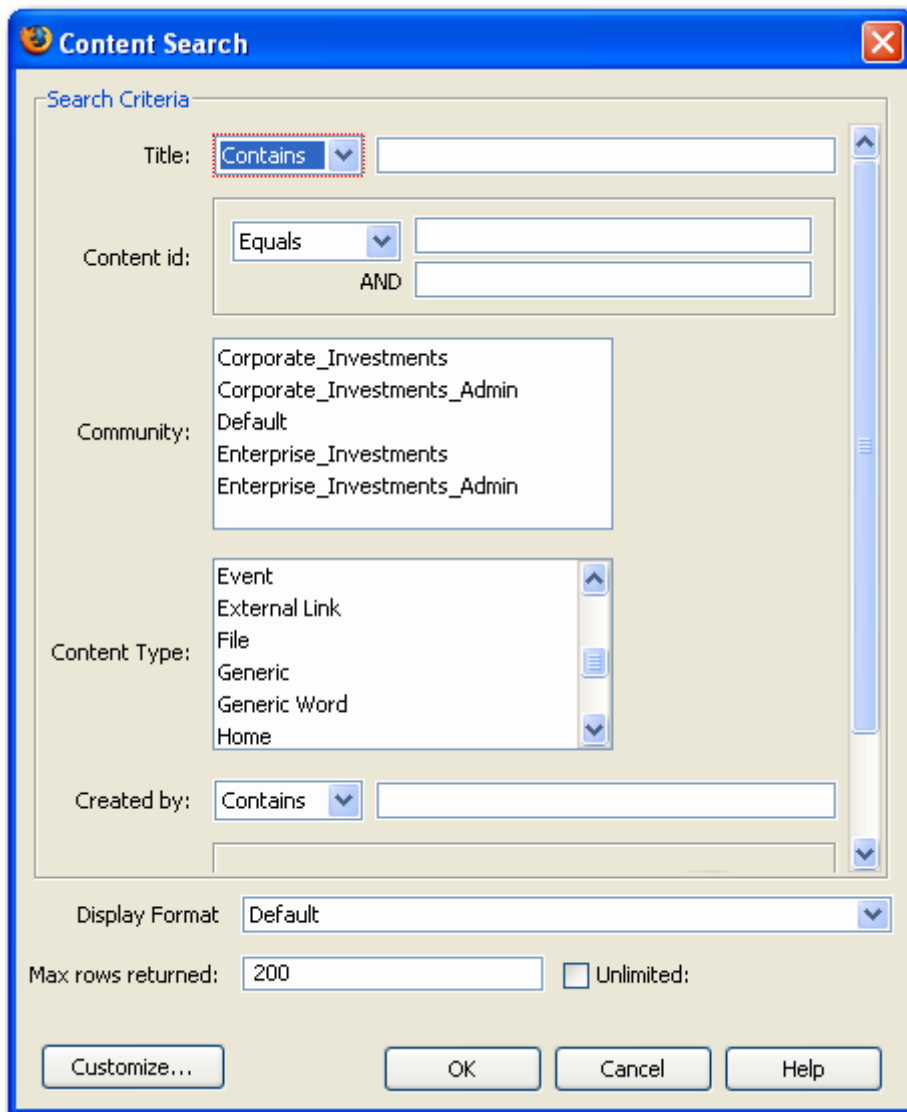 Content Search
Search Criteria
Title: Contains
Content id: Equals
AND
Community:
Corporate_Investments
Corporate_Investments_Admin
Default
Enterprise_Investments
Enterprise_Investments_Admin
Content Type:
Event
External Link
File
Generic
Generic Word
Home
Created by: Contains
Display Format Default
Max rows returned: 200 Unlimited:
Customize... OK Cancel Help